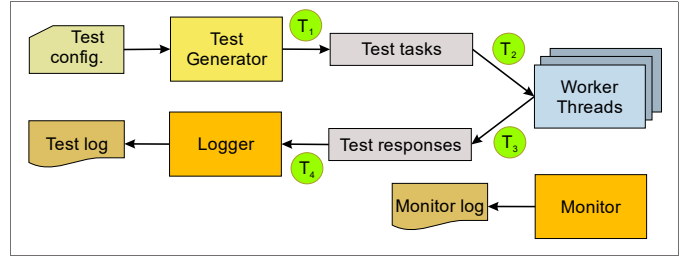 Test
config.
Test
Generator
T₁
Test tasks
T₂
Worker
Threads
Test log
Logger
T₄
Test responses
T₃
Monitor log
Monitor